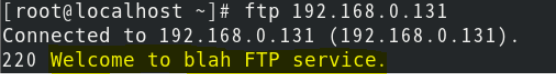 [root@localhost ~]# ftp 192.168.0.131
Connected to 192.168.0.131 (192.168.0.131).
220 Welcome to blah FTP service.